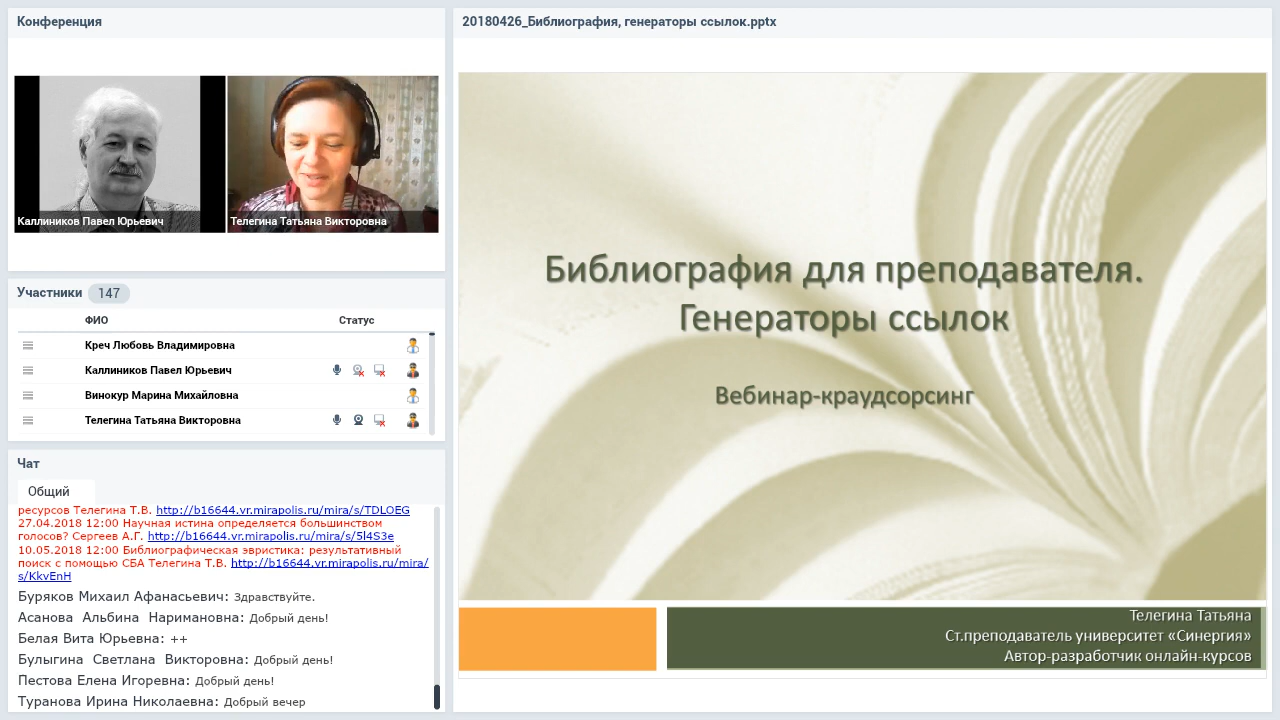 Конференция
Каллиников Павел Юрьевич
Телегина Татьяна Викторовна
Участники 147
ФИО Статус
Креч Любовь Владимировна
Каллиников Павел Юрьевич
Винокур Марина Михайловна
Телегина Татьяна Викторовна
Чат
Общий
ресурсов Телегина Т.В. http://b16644.vr.mirapolis.ru/mira/s/TDLOEG
27.04.2018 12:00 Научная истина определяется большинством
голосов? Сергеев А.Г. http://b16644.vr.mirapolis.ru/mira/s/5l4S3e
10.05.2018 12:00 Библиографическая эвристика: результативный
поиск с помощью СБА Телегина Т.В. http://b16644.vr.mirapolis.ru/mira/
s/KkvEnH
Буряков Михаил Афанасьевич: Здравствуйте.
Асанова Альбина Наримановна: Добрый день!
Белая Вита Юрьевна: ++
Булыгина Светлана Викторовна: Добрый день!
Пестова Елена Игоревна: Добрый день!
Туранова Ирина Николаевна: Добрый вечер
20180426_Библиография, генераторы ссылок.pptx
Библиография для преподавателя.
Генераторы ссылок
Вебинар-краудсорсинг
Телегина Татьяна
Ст.преподаватель университет «Синергия»
Автор-разработчик онлайн-курсов